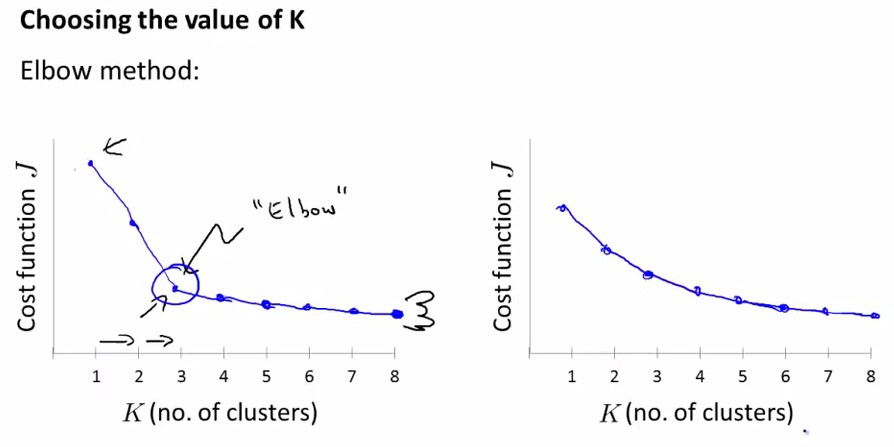 Choosing the value of K
Elbow method:
Cost function J
"Elbow"
1 2 3 4 5 6 7 8
K (no. of clusters)
Cost function J
1 2 3 4 5 6 7 8
K (no. of clusters)